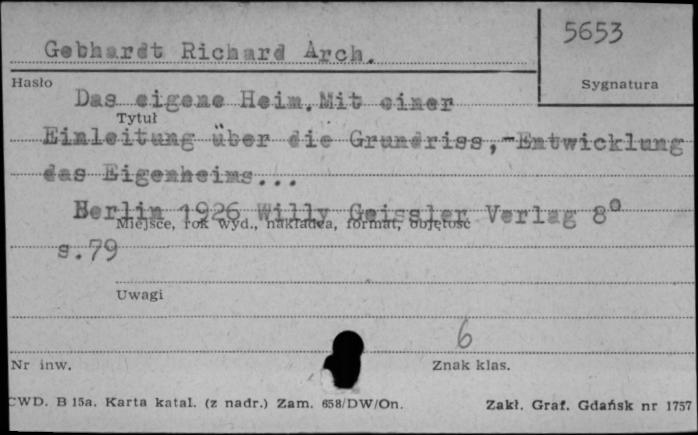 5653
Gebhardt Richard Arch.
Hasło
Sygnatura
Das eigene Heim. Mit einer
Tytuł
Einleitung über die Grundriss,-Entwicklung
des Eigenheims...
Berlin 1926 Willy Geissler Verlag 8°
Miejsce, rok wyd., nakładca, format, objętość
s.79
Uwagi
6
Nr inw.
Znak klas.
CWD. B 15a. Karta katal. (z nadr.) Zam. 658/DW/On.
Zakł. Graf. Gdańsk nr 1757